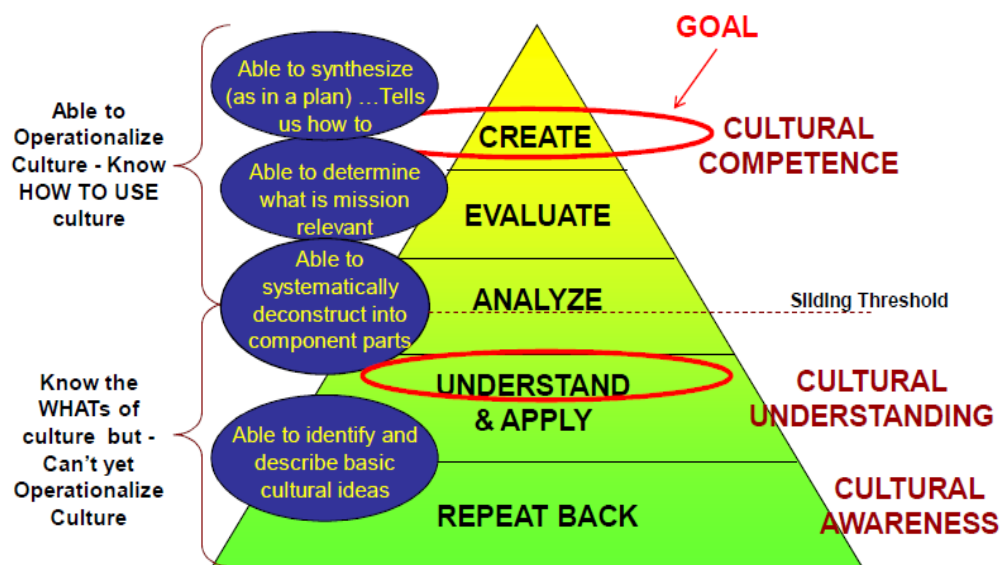 GOAL
Able to synthesize
(as in a plan) ...Tells
us how to
CREATE
CULTURAL
COMPETENCE
Able to
Operationalize
Culture - Know
HOW TO USE
culture
Able to determine
what is mission
relevant
EVALUATE
Able to
systematically
deconstruct into
component parts
ANALYZE
Sliding Threshold
Know the
WHATs of
culture but -
Can't yet
Operationalize
Culture
UNDERSTAND
& APPLY
CULTURAL
UNDERSTANDING
Able to identify and
describe basic
cultural ideas
REPEAT BACK
CULTURAL
AWARENESS